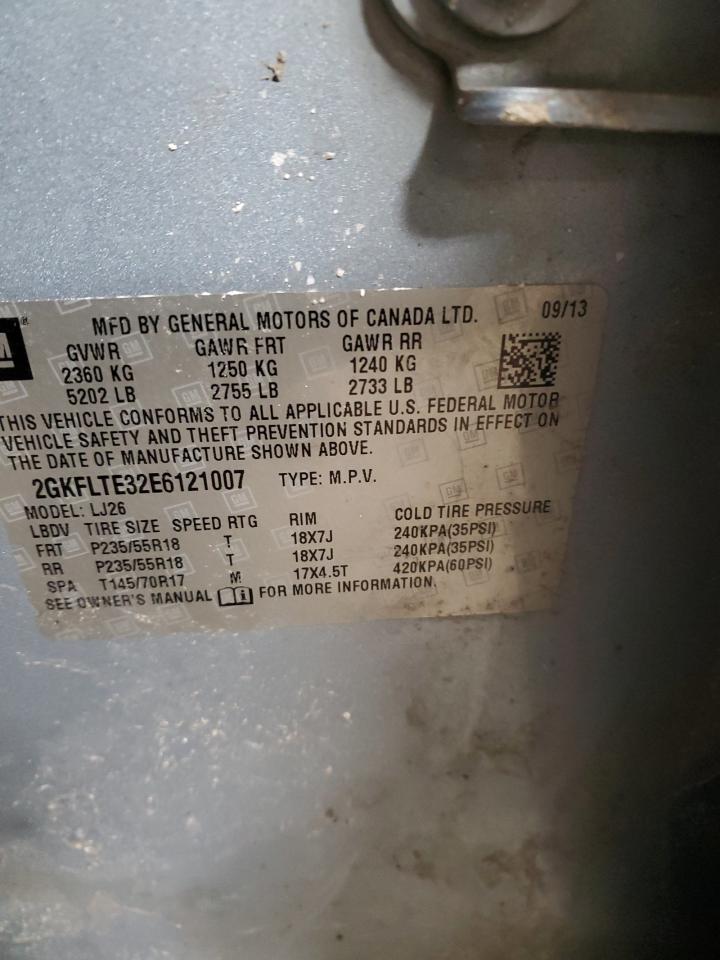 MFD BY GENERAL MOTORS OF CANADA LTD. 09/13
GVWR GAWR FRT GAWR RR
2360 KG 1250 KG 1240 KG
5202 LB 2755 LB 2733 LB
THIS VEHICLE CONFORMS TO ALL APPLICABLE U.S. FEDERAL MOTOR
VEHICLE SAFETY AND THEFT PREVENTION STANDARDS IN EFFECT ON
THE DATE OF MANUFACTURE SHOWN ABOVE.
2GKFLTE32E6121007 TYPE: M.P.V.
MODEL: LJ26
LBDV TIRE SIZE SPEED RTG RIM COLD TIRE PRESSURE
FRT P235/55R18 T 18X7J 240KPA(35PSI)
RR P235/55R18 T 18X7J 240KPA(35PSI)
SPA T145/70R17 M 17X4.5T 420KPA(60PSI)
SEE OWNER'S MANUAL FOR MORE INFORMATION.